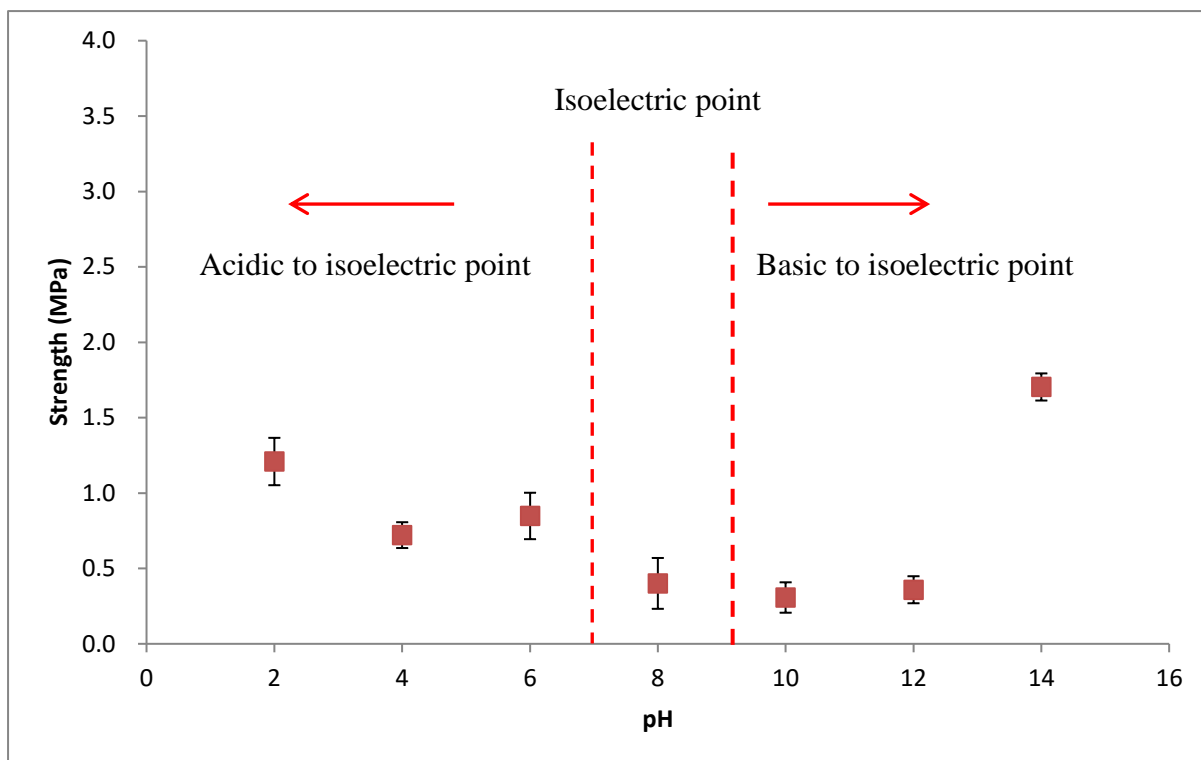 4.0
3.5
3.0
2.5
2.0
1.5
1.0
0.5
0.0
Strength (MPa)
Isoelectric point
Acidic to isoelectric point
Basic to isoelectric point
0 2 4 6 8 10 12 14 16
pH